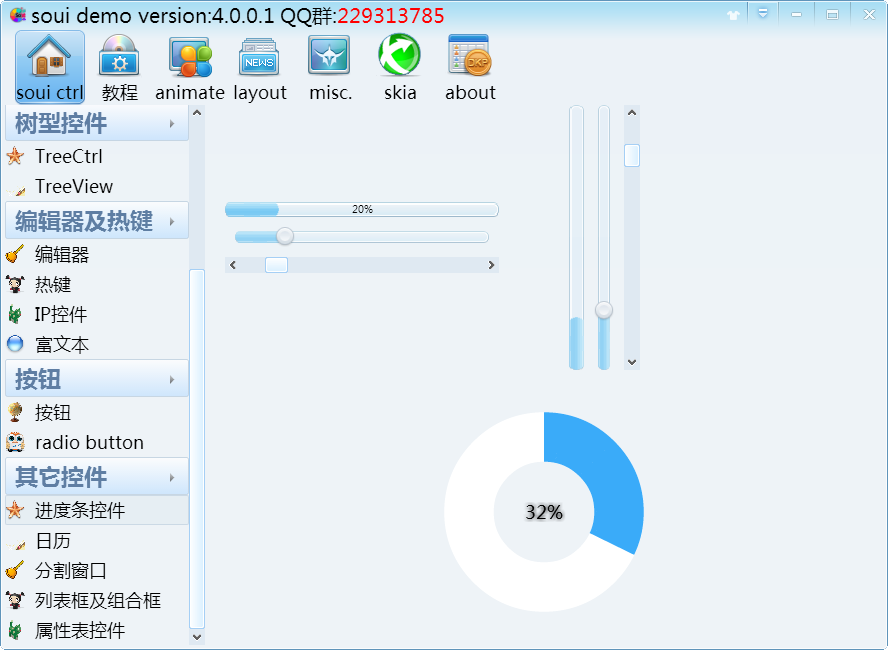 soui demo version:4.0.0.1 QQ群:229313785
soui ctrl
教程
animate
layout
misc.
skia
about
NEWS
DKP
树型控件
TreeCtrl
TreeView
编辑器及热键
编辑器
热键
IP控件
富文本
按钮
按钮
radio button
其它控件
进度条控件
日历
分割窗口
列表框及组合框
属性表控件
20%
32%